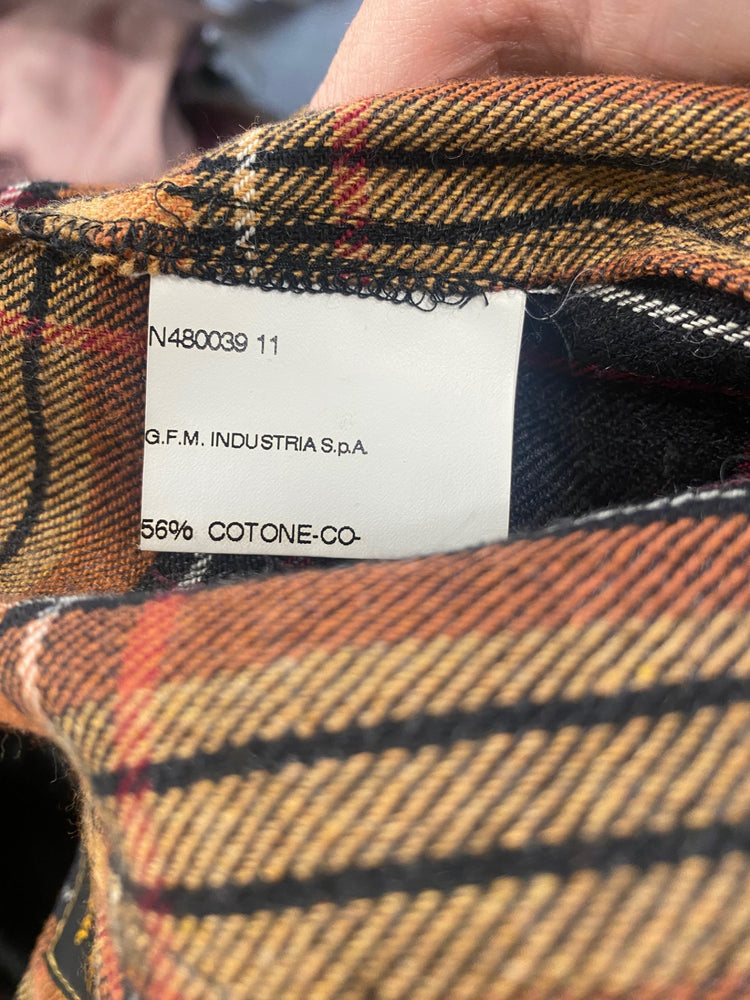 N480039 11
G.F.M. INDUSTRIA S.p.A.
56% COTONE-CO-